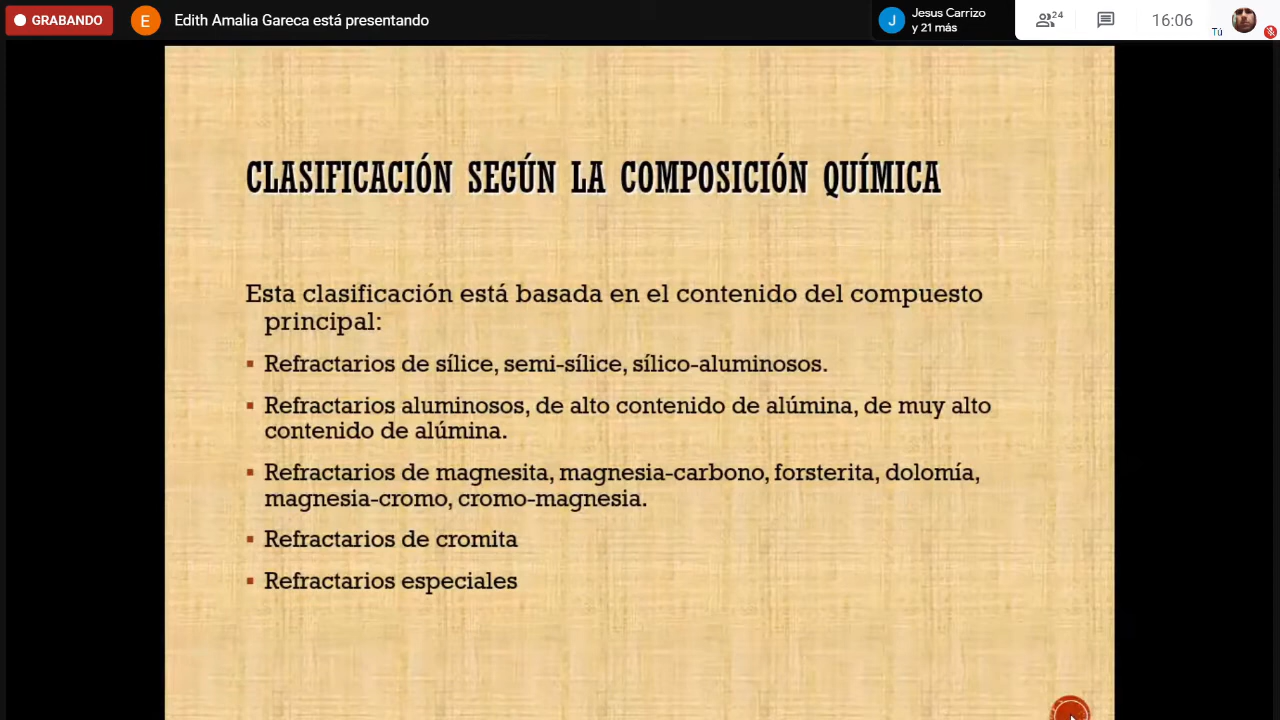 GRABANDO
E
Edith Amalia Gareca está presentando
J
Jesus Carrizo
y 21 más
24
16:06
Tú
CLASIFICACIÓN SEGÚN LA COMPOSICIÓN QUÍMICA
Esta clasificación está basada en el contenido del compuesto
principal:
Refractarios de sílice, semi-sílice, sílico-aluminosos.
Refractarios aluminosos, de alto contenido de alúmina, de muy alto
contenido de alúmina.
Refractarios de magnesita, magnesia-carbono, forsterita, dolomía,
magnesia-cromo, cromo-magnesia.
Refractarios de cromita
Refractarios especiales